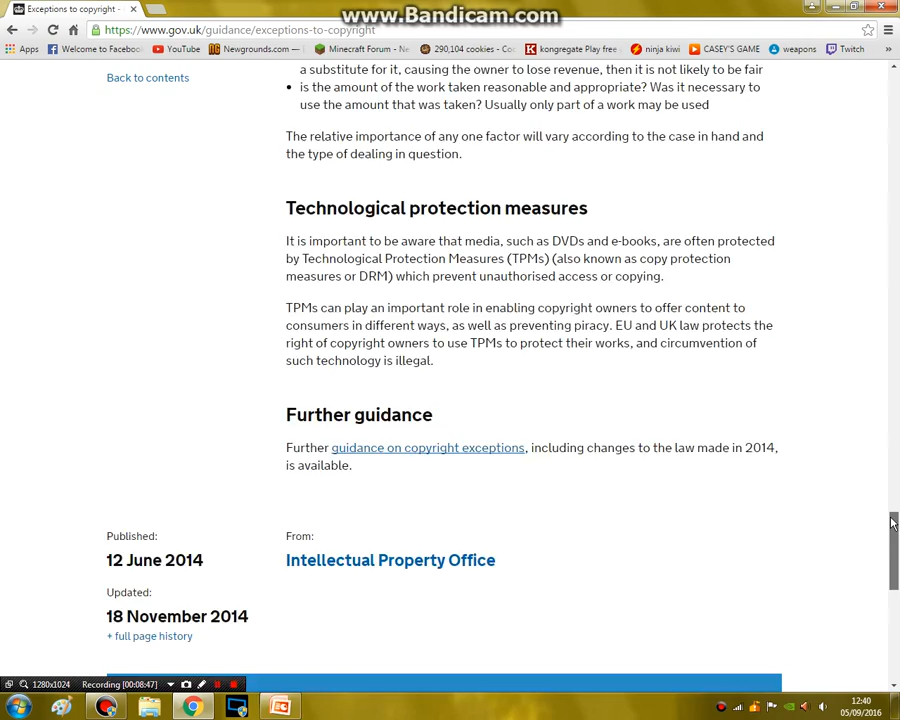 www.Bandicam.com
Exceptions to copyright -
https://www.gov.uk/guidance/exceptions-to-copyright
Apps Welcome to Facebo YouTube Newgrounds.com - Minecraft Forum - Ne 290,104 cookies - Co kongregate Play free ninja kiwi CASEY'S GAME weapons Twitch
Back to contents
a substitute for it, causing the owner to lose revenue, then it is not likely to be fair
• is the amount of the work taken reasonable and appropriate? Was it necessary to
use the amount that was taken? Usually only part of a work may be used
The relative importance of any one factor will vary according to the case in hand and
the type of dealing in question.
Technological protection measures
It is important to be aware that media, such as DVDs and e-books, are often protected
by Technological Protection Measures (TPMs) (also known as copy protection
measures or DRM) which prevent unauthorised access or copying.
TPMs can play an important role in enabling copyright owners to offer content to
consumers in different ways, as well as preventing piracy. EU and UK law protects the
right of copyright owners to use TPMs to protect their works, and circumvention of
such technology is illegal.
Further guidance
Further guidance on copyright exceptions, including changes to the law made in 2014,
is available.
Published:
12 June 2014
From:
Intellectual Property Office
Updated:
18 November 2014
+ full page history
1280x1024 Recording [00:08:47]
12:40
05/09/2016